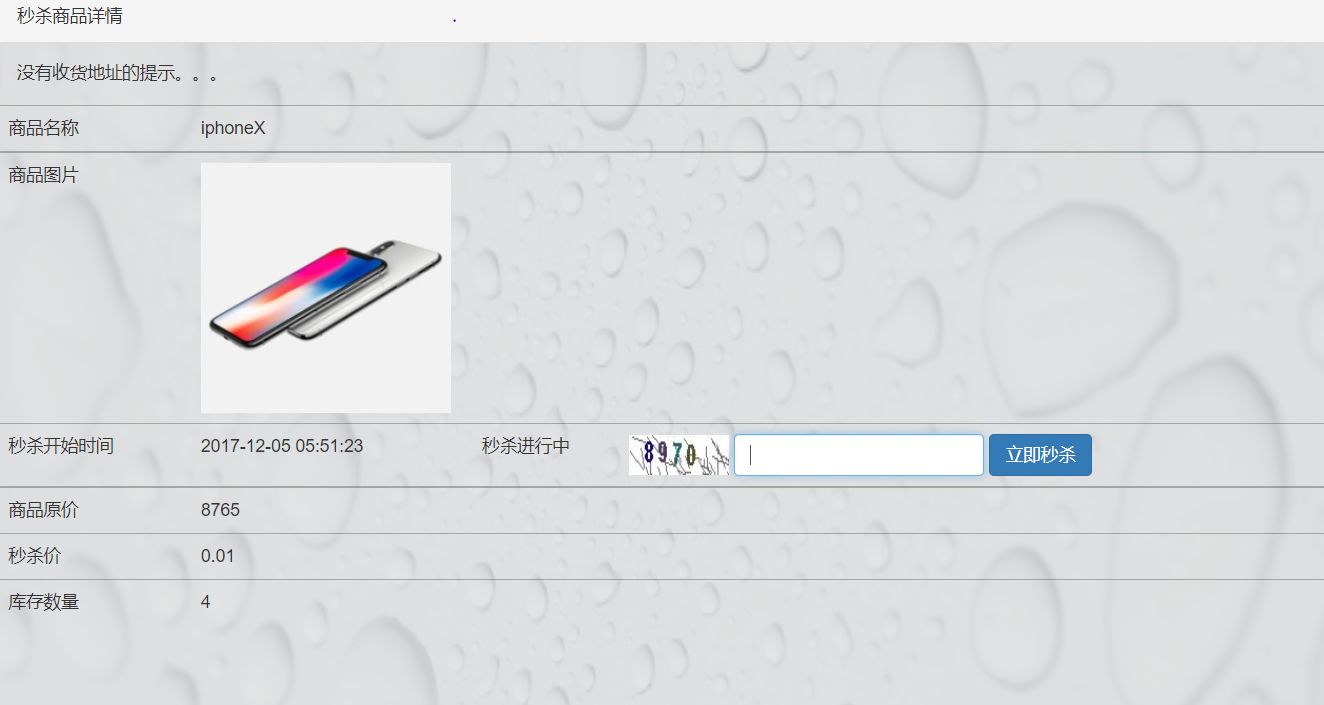 秒杀商品详情
没有收货地址的提示。。。
商品名称 iphoneX
商品图片
秒杀开始时间 2017-12-05 05:51:23 秒杀进行中 8970 立即秒杀
商品原价 8765
秒杀价 0.01
库存数量 4